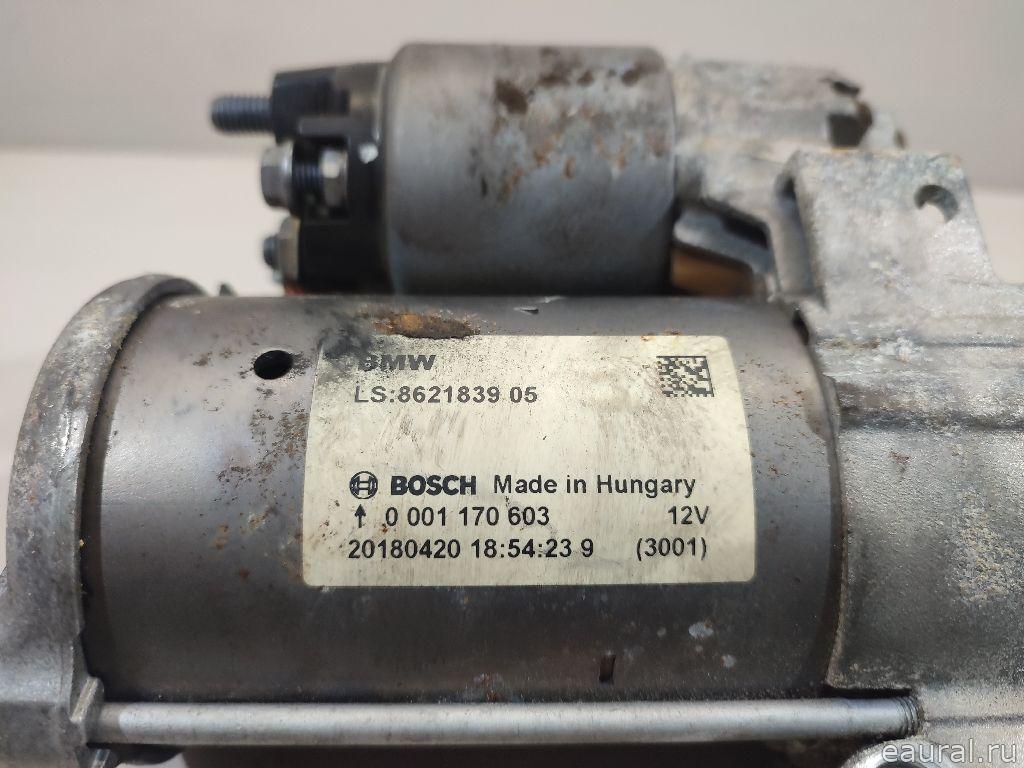 BMW
LS:8621839 05
BOSCH Made in Hungary
↑ 0 001 170 603 12V
20180420 18:54:23 9 (3001)
eaural.ru